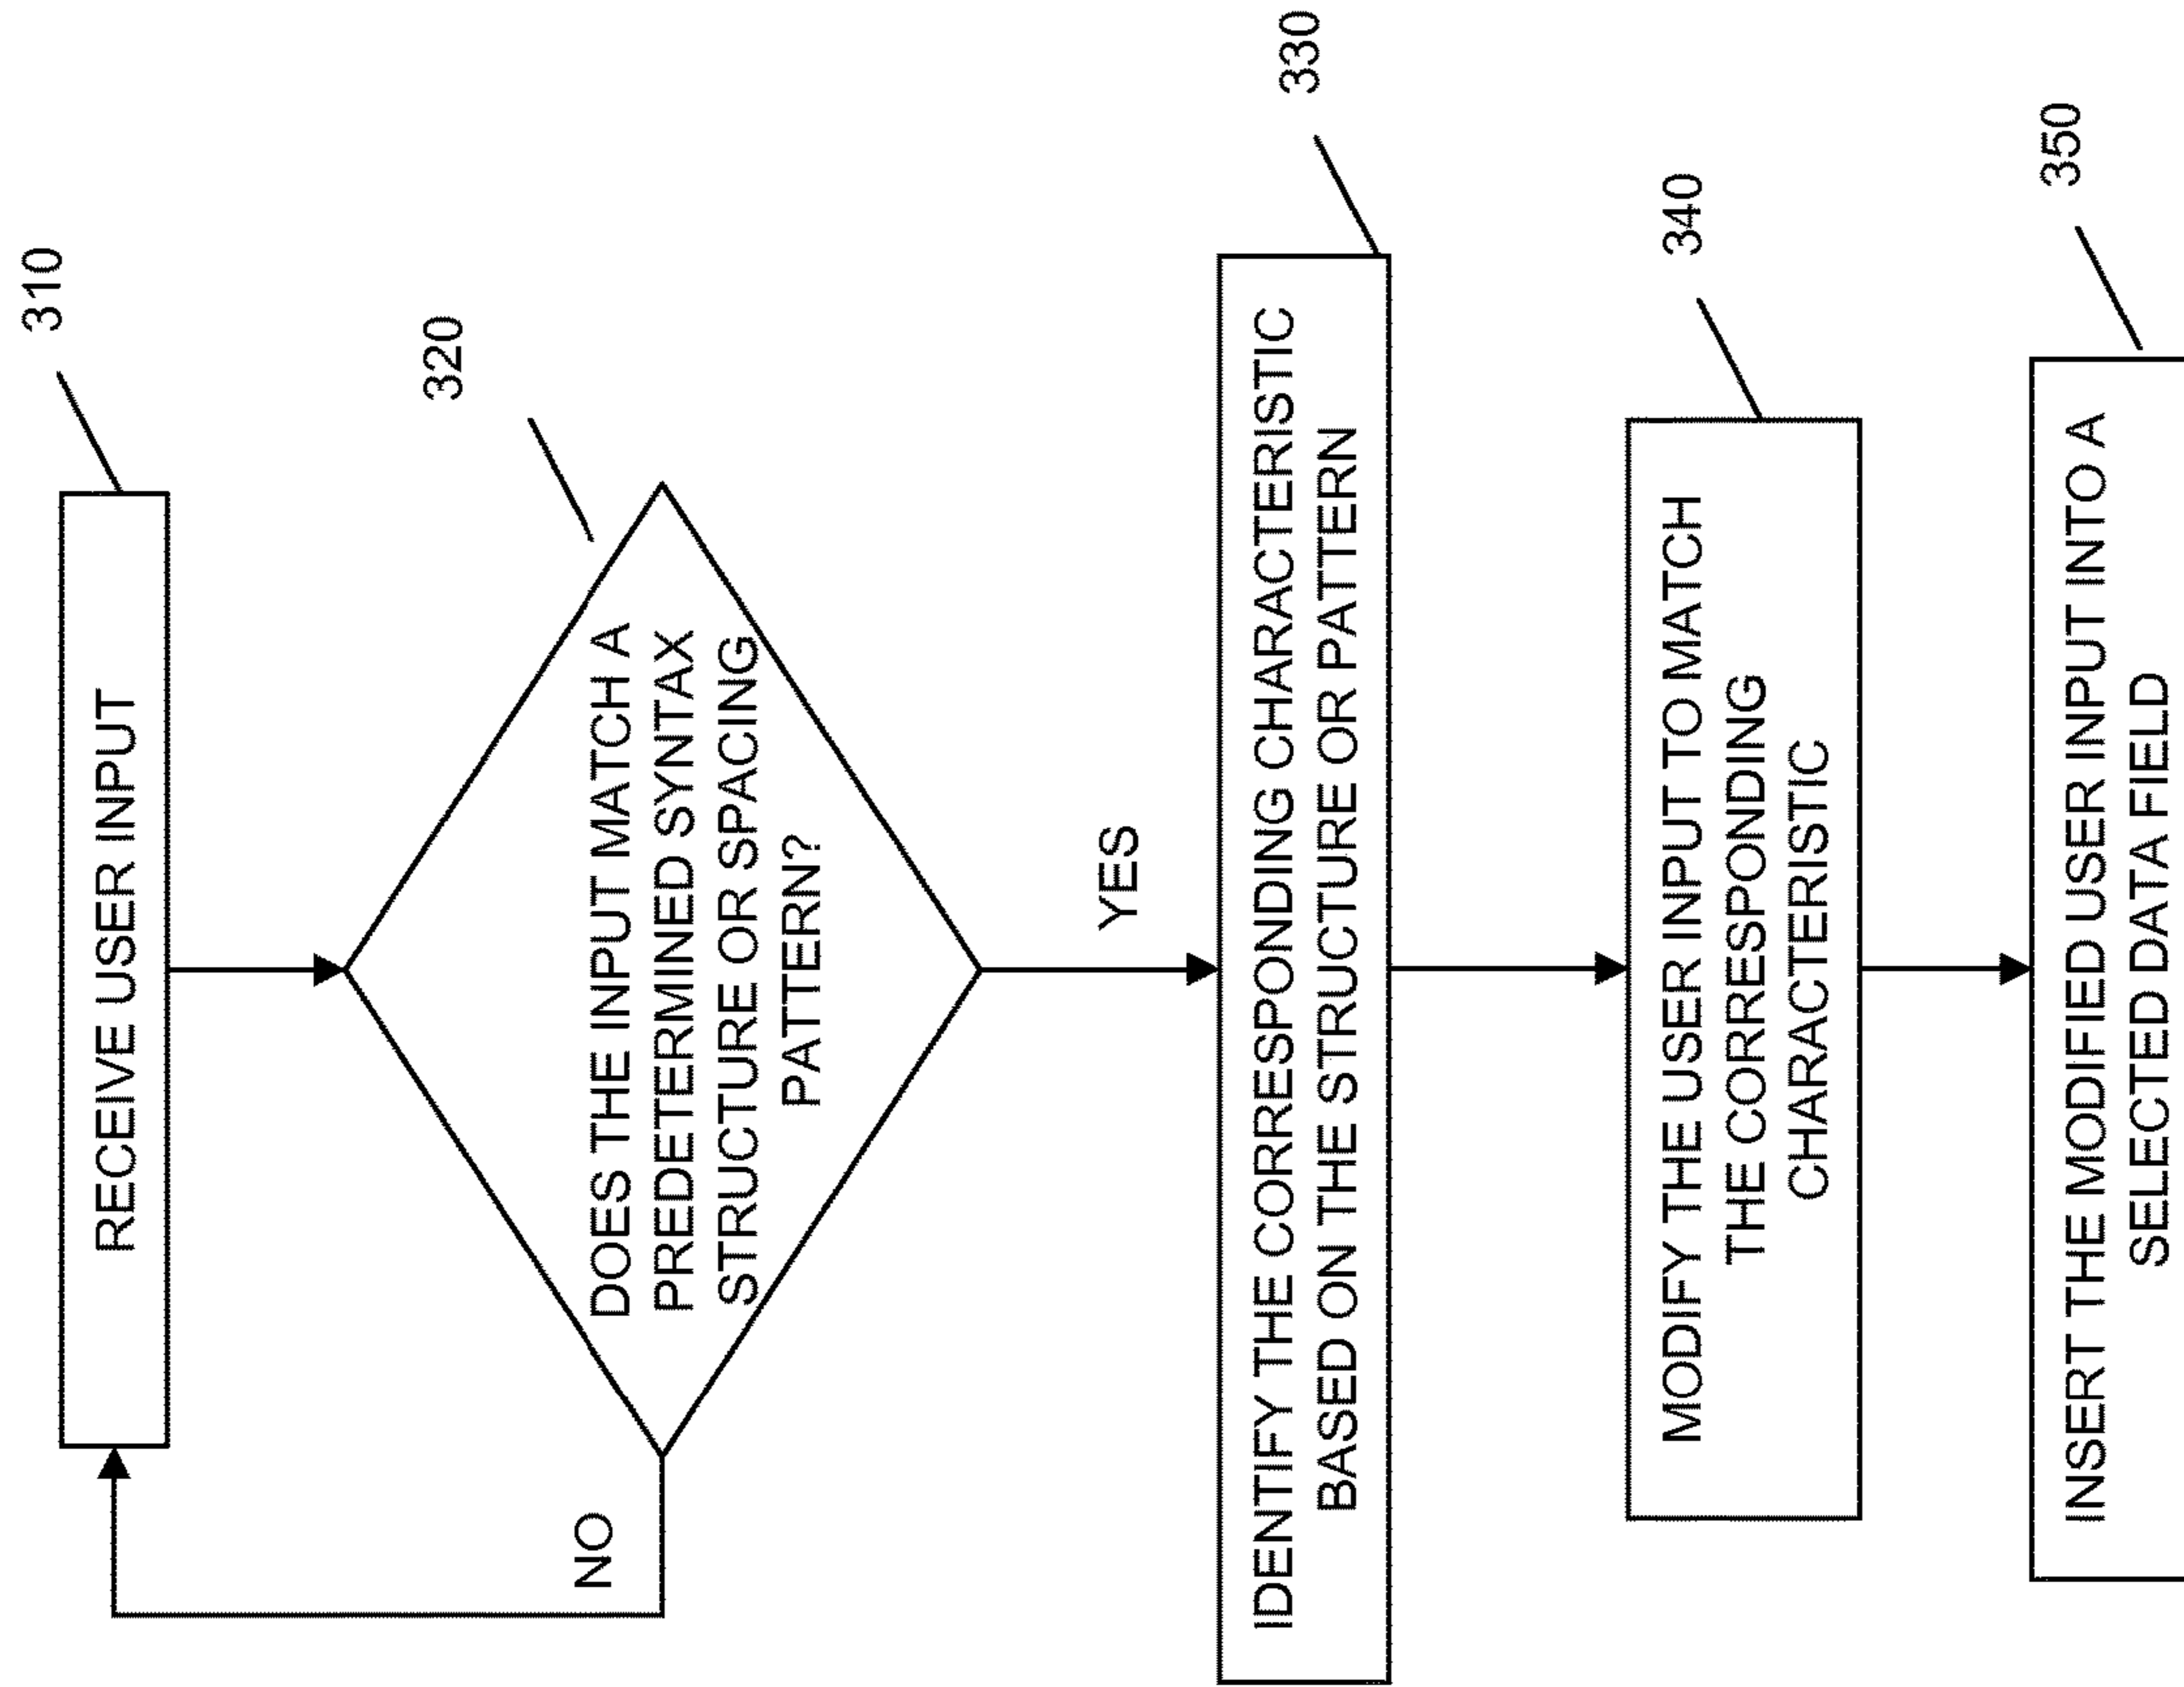 310
RECEIVE USER INPUT
320
DOES THE INPUT MATCH A
PREDETERMINED SYNTAX
STRUCTURE OR SPACING
PATTERN?
NO
YES
330
IDENTIFY THE CORRESPONDING CHARACTERISTIC
BASED ON THE STRUCTURE OR PATTERN
340
MODIFY THE USER INPUT TO MATCH
THE CORRESPONDING
CHARACTERISTIC
350
INSERT THE MODIFIED USER INPUT INTO A
SELECTED DATA FIELD